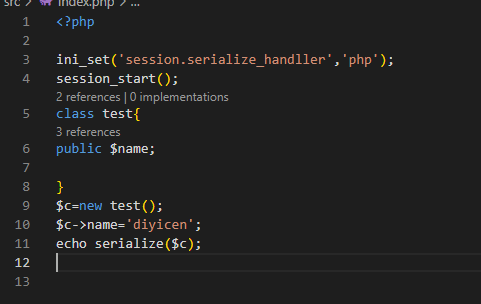 src > index.php > ...
1 <?php
2
3 ini_set('session.serialize_handller','php');
4 session_start();
2 references | 0 implementations
5 class test{
3 references
6 public $name;
7
8 }
9 $c=new test();
10 $c->name='diyicen';
11 echo serialize($c);
12
13